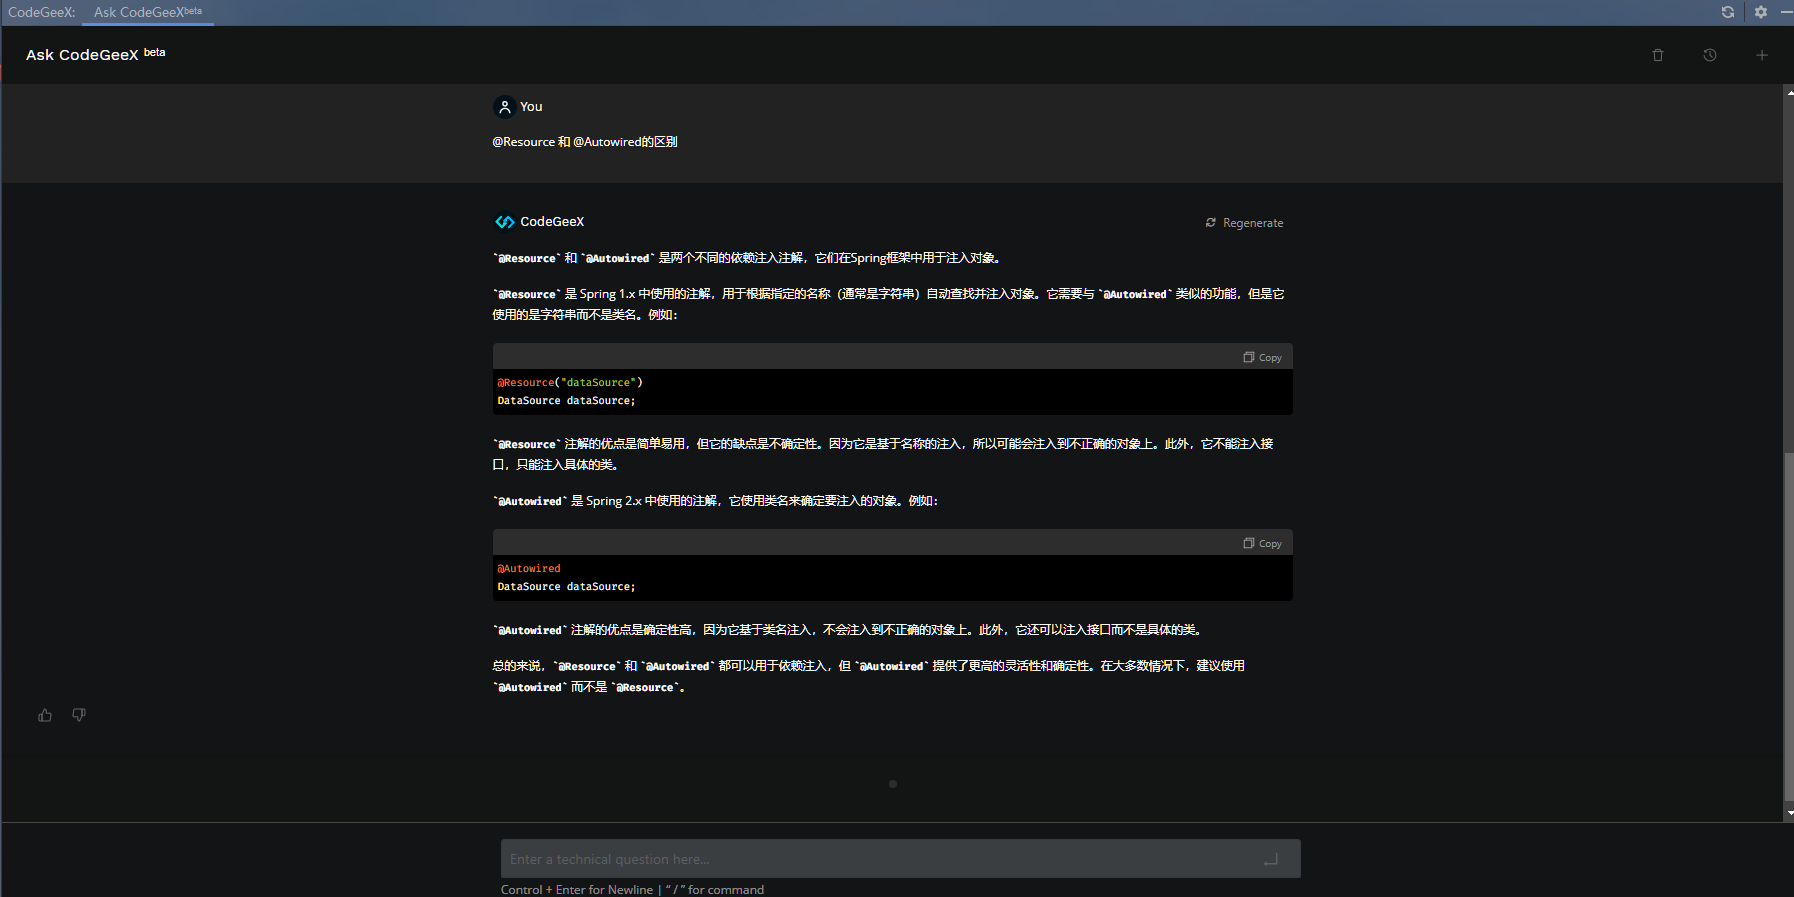 CodeGeeX: Ask CodeGeeXbeta
Ask CodeGeeX beta
You
@Resource 和 @Autowired的区别
CodeGeeX
Regenerate
`@Resource` 和 `@Autowired` 是两个不同的依赖注入注解，它们在Spring框架中用于注入对象。
`@Resource` 是 Spring 1.x 中使用的注解，用于根据指定的名称（通常是字符串）自动查找并注入对象。它需要与 `@Autowired` 类似的功能，但是它
使用的是字符串而不是类名。例如：
Copy
@Resource("dataSource")
DataSource dataSource;
`@Resource` 注解的优点是简单易用，但它的缺点是不确定性。因为它是基于名称的注入，所以可能会注入到不正确的对象上。此外，它不能注入接
口，只能注入具体的类。
`@Autowired` 是 Spring 2.x 中使用的注解，它使用类名来确定要注入的对象。例如：
Copy
@Autowired
DataSource dataSource;
`@Autowired` 注解的优点是确定性高，因为它基于类名注入，不会注入到不正确的对象上。此外，它还可以注入接口而不是具体的类。
总的来说，`@Resource` 和 `@Autowired` 都可以用于依赖注入，但 `@Autowired` 提供了更高的灵活性和确定性。在大多数情况下，建议使用
`@Autowired` 而不是 `@Resource`。
Enter a technical question here...
Control + Enter for Newline | “ / ” for command